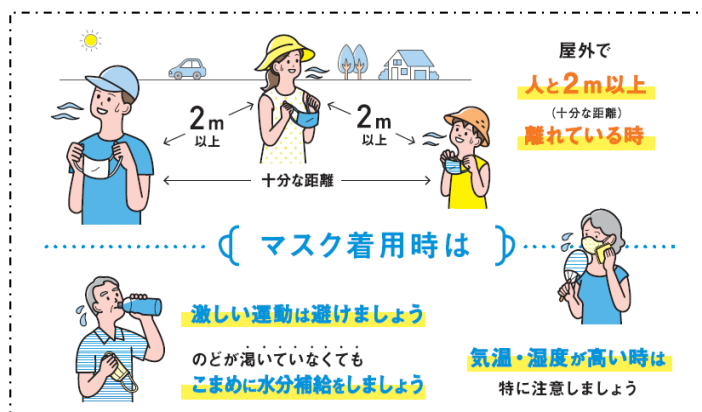 屋外で
人と2m以上
(十分な距離)
離れている時
2m
以上
2m
以上
十分な距離
マスク着用時は
激しい運動は避けましょう
のどが渇いていなくても
こまめに水分補給をしましょう
気温・湿度が高い時は
特に注意しましょう